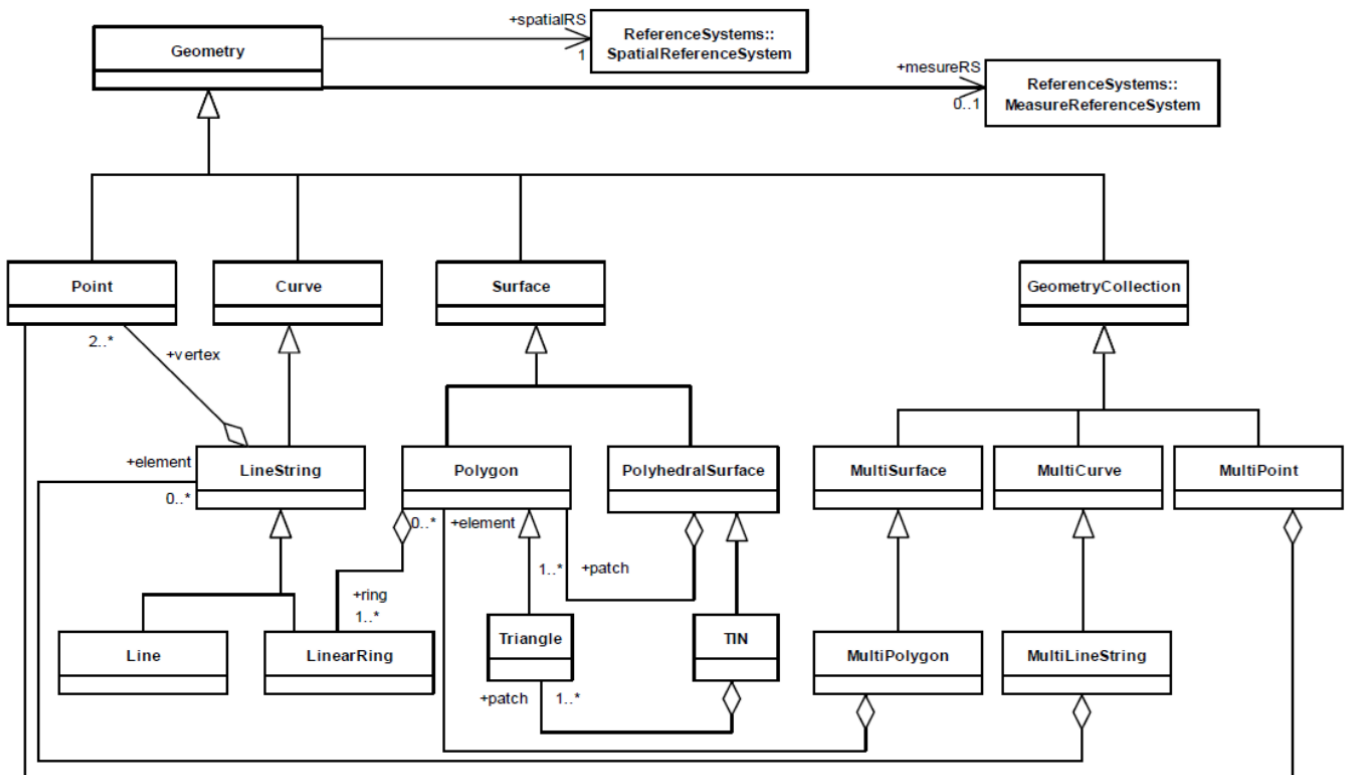 +spatialRS
1
ReferenceSystems::
SpatialReferenceSystem
Geometry
+mesureRS
0..1
ReferenceSystems::
MeasureReferenceSystem
Point
Curve
Surface
GeometryCollection
2..*
+vertex
+element
0..*
LineString
Polygon
PolyhedralSurface
MultiSurface
MultiCurve
MultiPoint
0..*
+element
1..*
+patch
+ring
1..*
Line
LinearRing
Triangle
TIN
MultiPolygon
MultiLineString
+patch
1..*